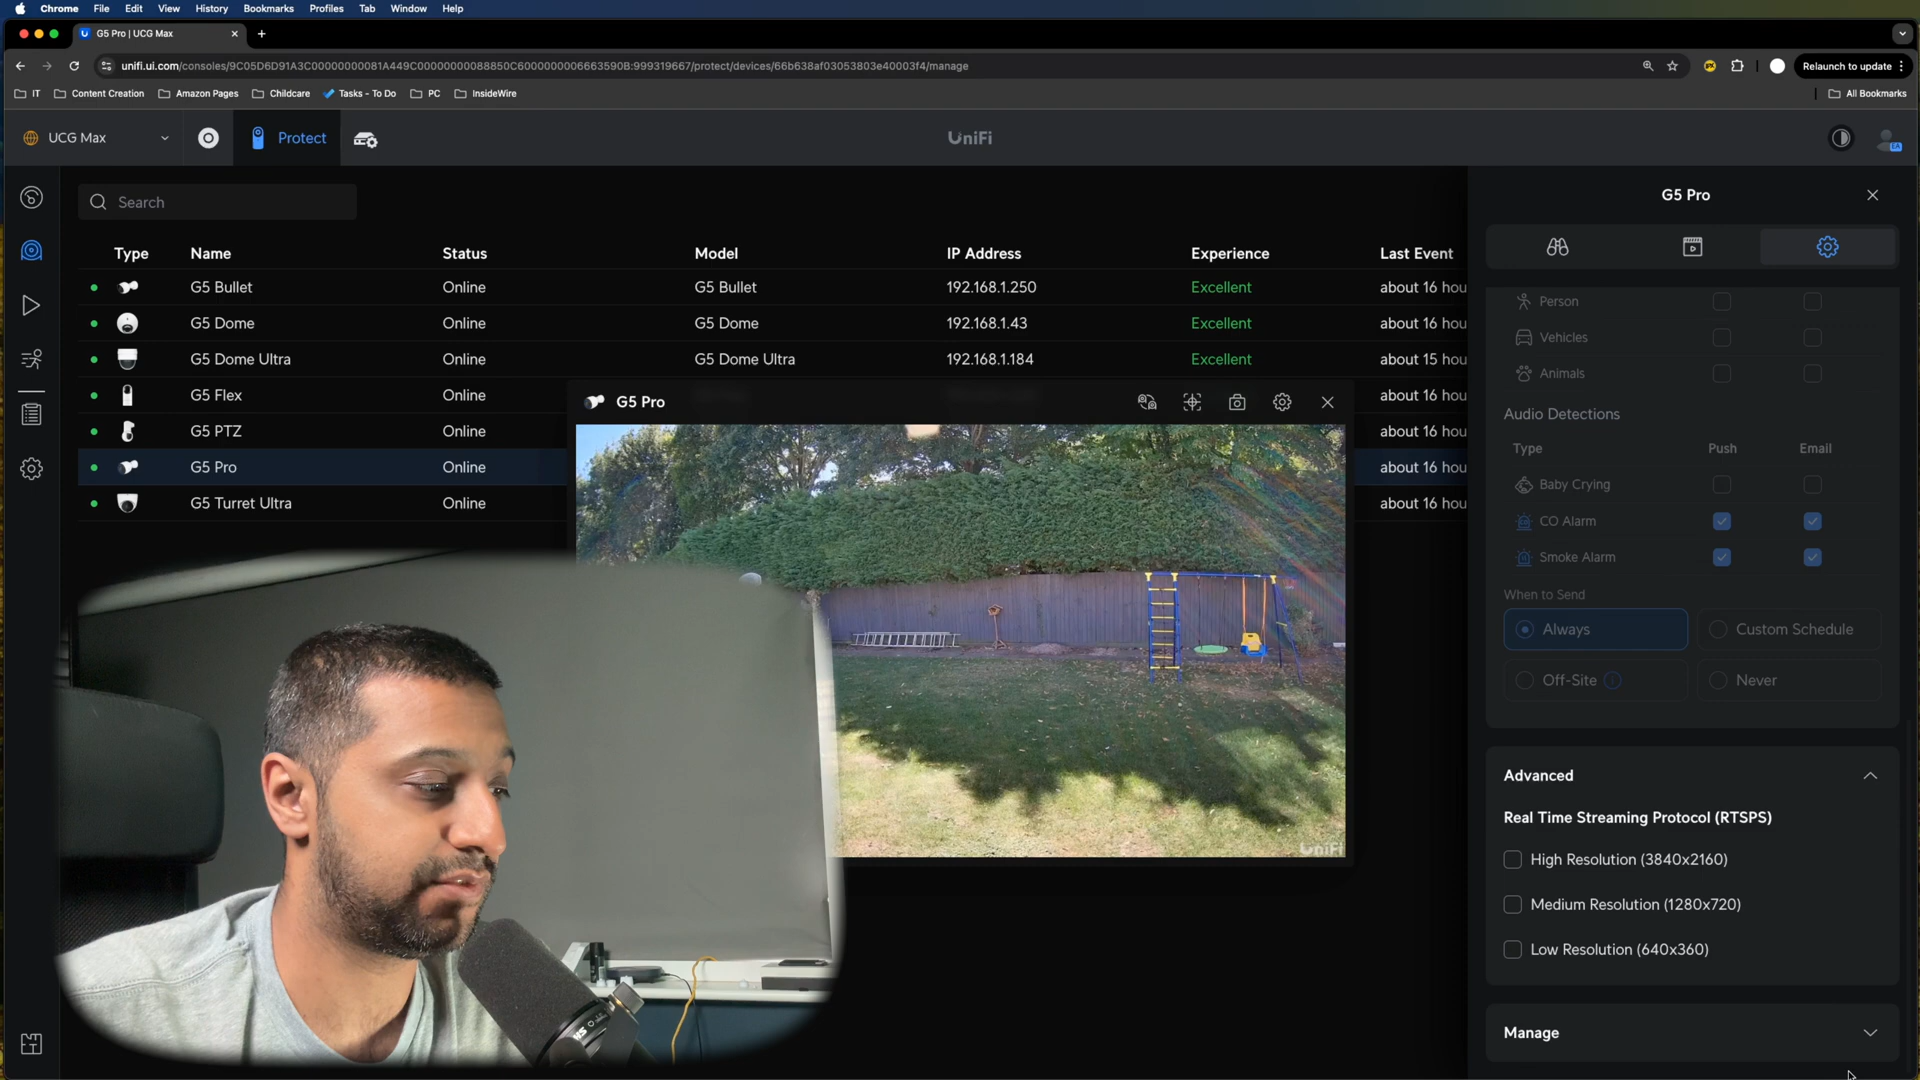 Chrome File Edit View History Bookmarks Profiles Tab Window Help
G5 Pro | UCG Max
unifi.ui.com/consoles/9C05D6D91A3C00000000081A449C00000000088850C6000000006663590B:999319667/protect/devices/66b638af03053803e40003f4/manage
Relaunch to update
IT Content Creation Amazon Pages Childcare Tasks - To Do PC InsideWire All Bookmarks
UCG Max Protect UniFi EA
Search
Type Name Status Model IP Address Experience Last Event
G5 Bullet Online G5 Bullet 192.168.1.250 Excellent about 16 hou
G5 Dome Online G5 Dome 192.168.1.43 Excellent about 16 hou
G5 Dome Ultra Online G5 Dome Ultra 192.168.1.184 Excellent about 15 hou
G5 Flex Online about 16 hou
G5 PTZ Online about 16 hou
G5 Pro Online about 16 hou
G5 Turret Ultra Online about 16 hou
G5 Pro
UniFi
G5 Pro
Person
Vehicles
Animals
Audio Detections
Type Push Email
Baby Crying
CO Alarm
Smoke Alarm
When to Send
Always Custom Schedule
Off-Site Never
Advanced
Real Time Streaming Protocol (RTSPS)
High Resolution (3840x2160)
Medium Resolution (1280x720)
Low Resolution (640x360)
Manage